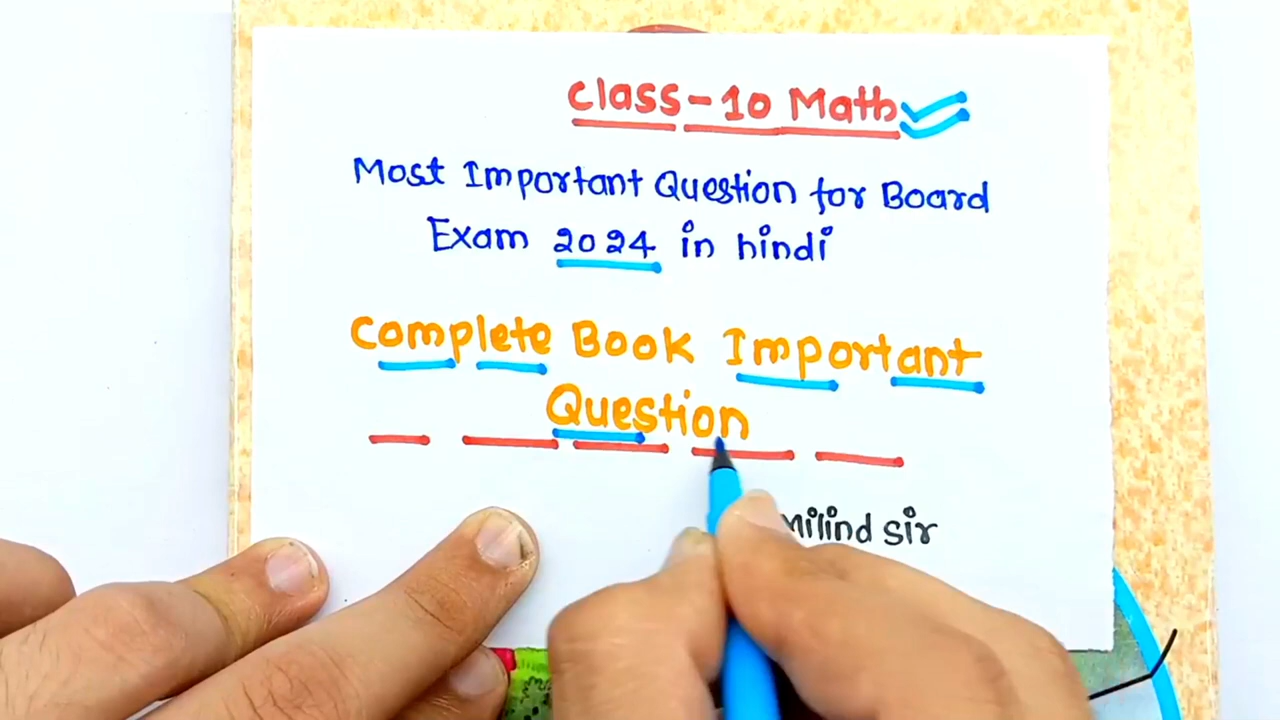 Class-10 Math
Most Important Question for Board
Exam 2024 in hindi
Complete Book Important
Question
milind sir